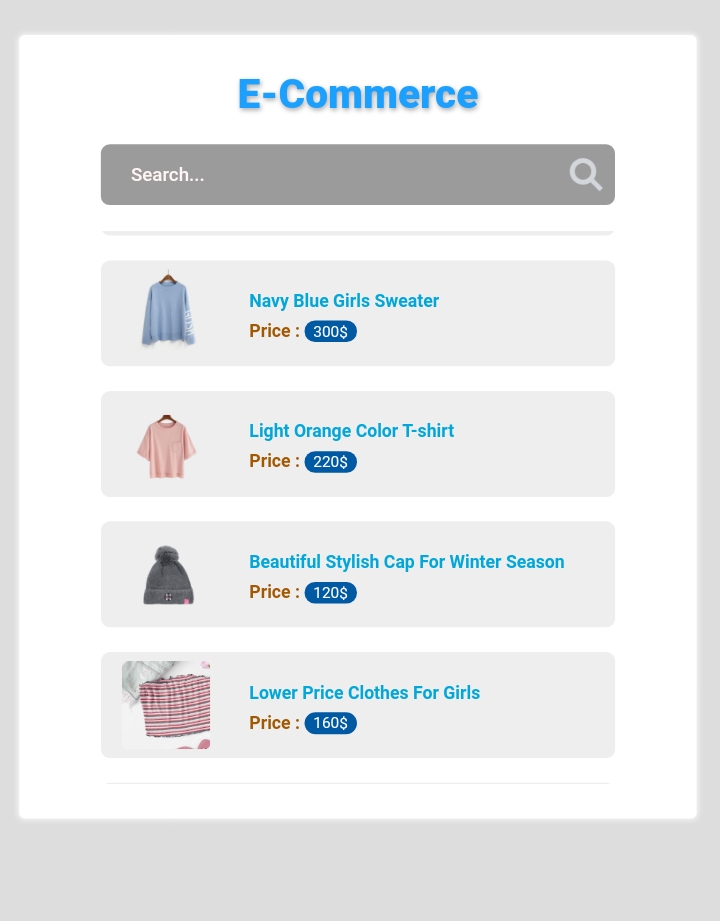 E-Commerce
Search...
Navy Blue Girls Sweater
Price : 300$
Light Orange Color T-shirt
Price : 220$
Beautiful Stylish Cap For Winter Season
Price : 120$
Lower Price Clothes For Girls
Price : 160$